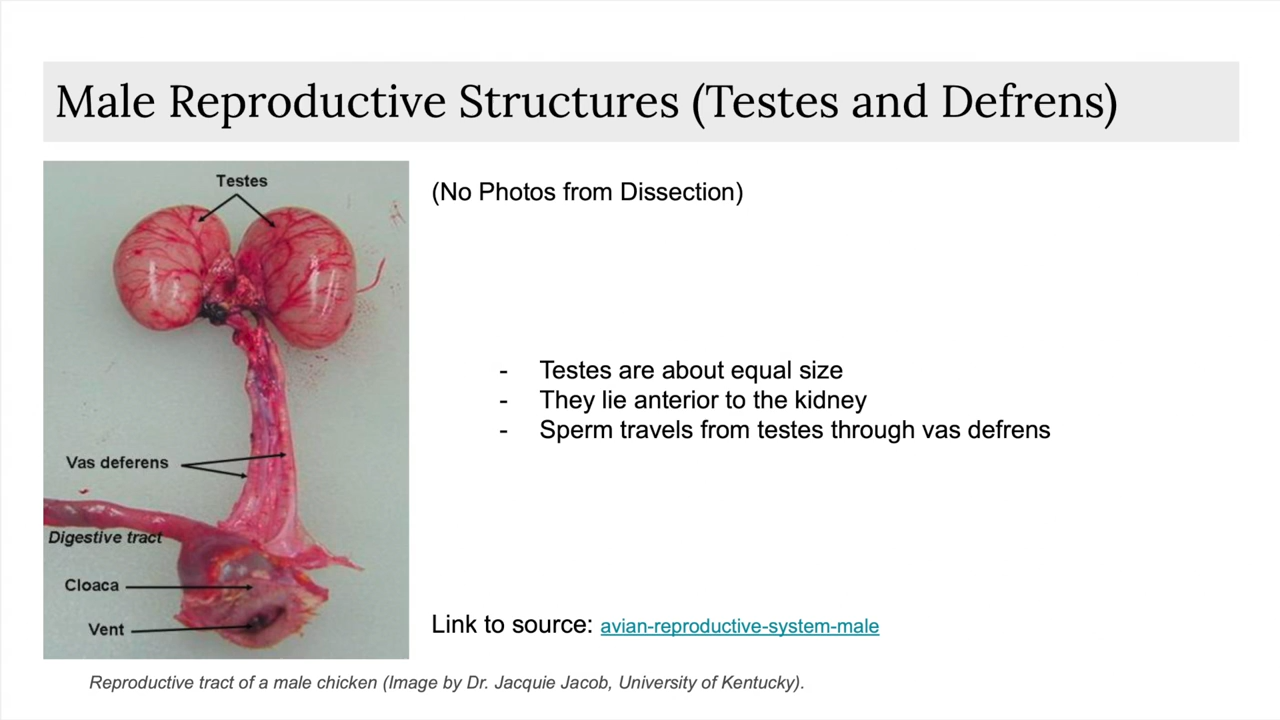 Male Reproductive Structures (Testes and Defrens)
Testes
Vas deferens
Digestive tract
Cloaca
Vent
(No Photos from Dissection)
- Testes are about equal size
- They lie anterior to the kidney
- Sperm travels from testes through vas defrens
Link to source: avian-reproductive-system-male
Reproductive tract of a male chicken (Image by Dr. Jacquie Jacob, University of Kentucky).